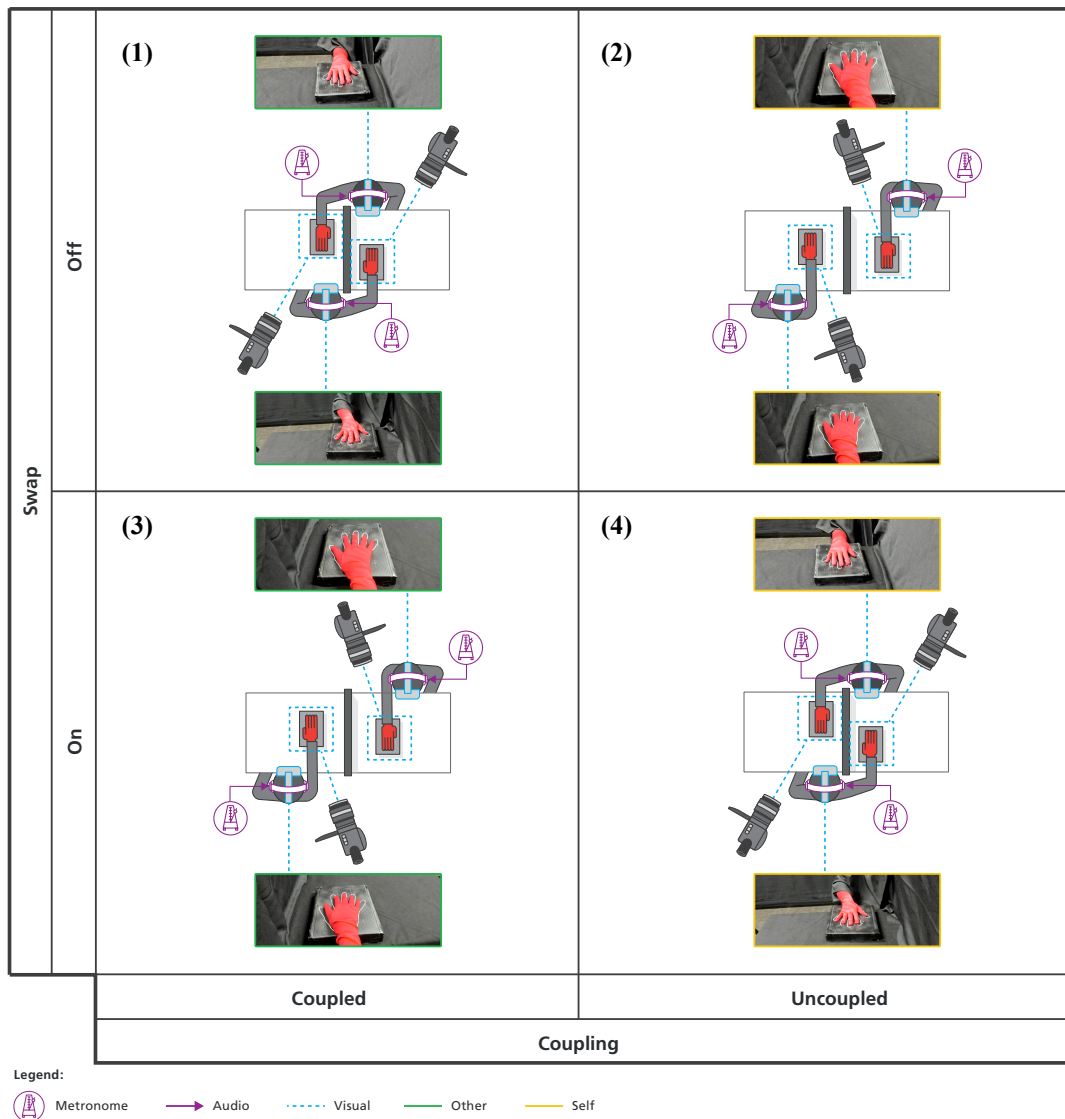 (1)
(2)
Off
Swap
(3)
(4)
On
Coupled
Uncoupled
Coupling
Legend:
Metronome
Audio
Visual
Other
Self